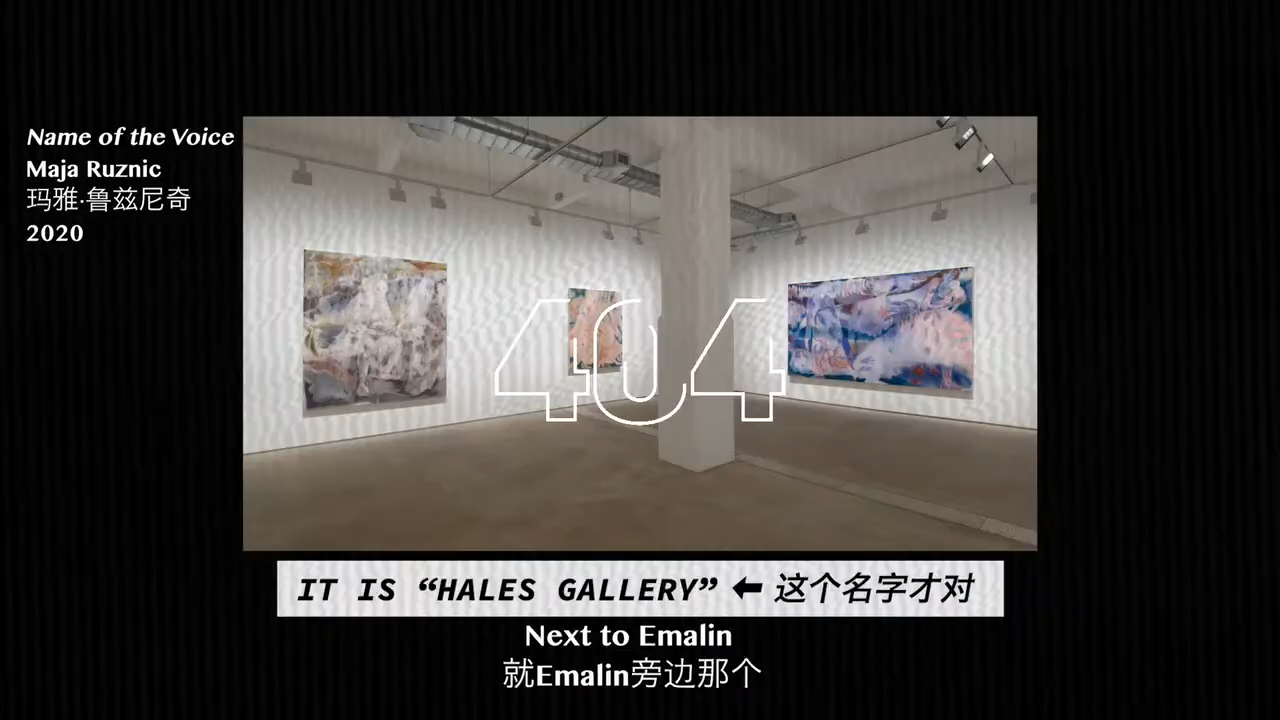 Name of the Voice
Maja Ruznic
玛雅·鲁兹尼奇
2020
404
IT IS “HALES GALLERY” ⬅ 这个名字才对
Next to Emalin
就Emalin旁边那个